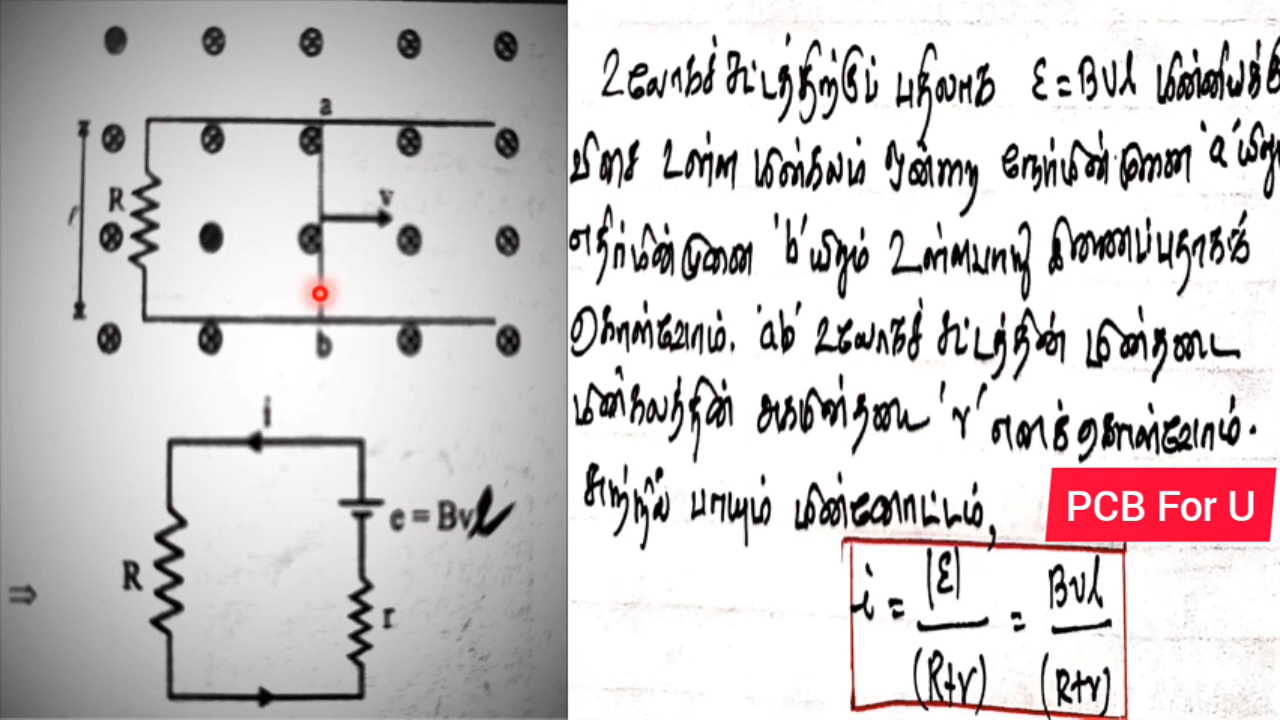 a
R
v
l
b
i
e = Bvl
R
r
⇒
உலோகச் சட்டத்திற்குப் பதிலாக ε = Bvl மின்னியக்கு
விசை உள்ள மின்கலம் ஒன்றை நேர்மின் முனை 'a' யிலு
எதிர்மின் முனை 'b' யிலும் உள்ளவாறு இணைப்பதாகக்
கொள்வோம். 'ab' உலோகச் சட்டத்தின் மின்தடை
மின்கலத்தின் அகமின்தடை 'r' எனக் கொள்வோம்.
சுற்றில் பாயும் மின்னோட்டம்,
PCB For U
i = |ε| / (R+r) = Bvl / (R+r)